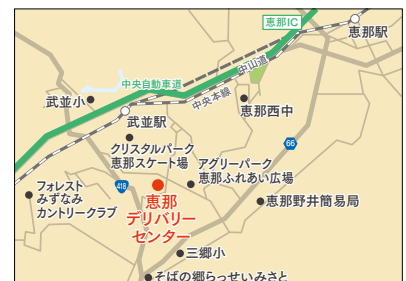 恵那IC
恵那駅
中山道
中央自動車道
中央本線
武並小
恵那西中
武並駅
クリスタルパーク
恵那スケート場
66
アグリーパーク
恵那ふれあい広場
418
フォレスト
みずなみ
カントリークラブ
恵那
デリバリー
センター
恵那野井簡易局
三郷小
そばの郷らっせいみさと